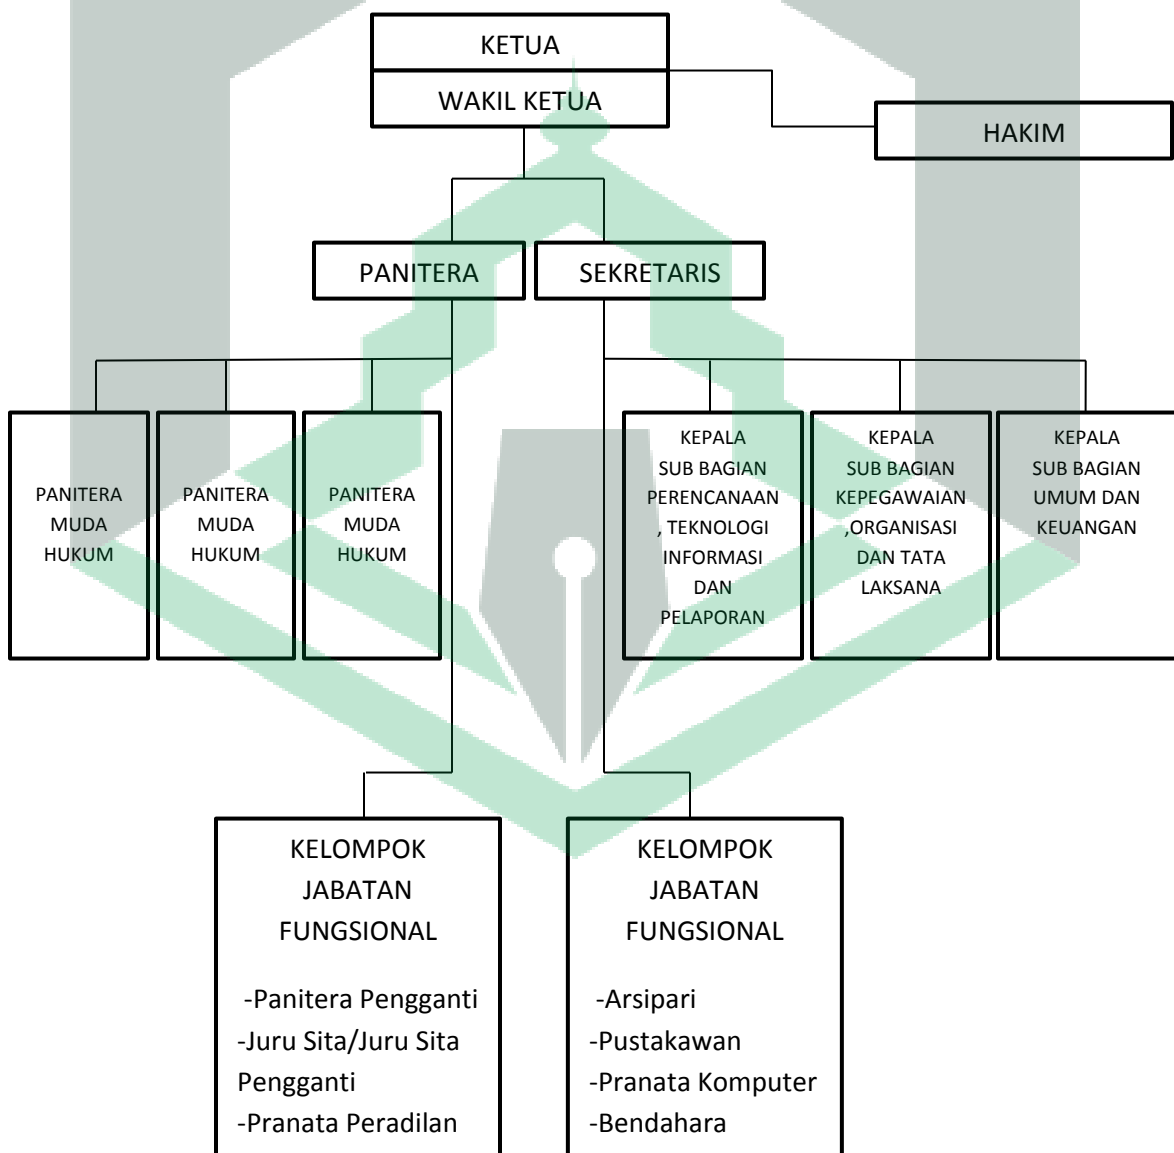 KETUA
WAKIL KETUA
HAKIM
PANITERA
SEKRETARIS
PANITERA
MUDA
HUKUM
PANITERA
MUDA
HUKUM
PANITERA
MUDA
HUKUM
KEPALA
SUB BAGIAN
PERENCANAAN
, TEKNOLOGI
INFORMASI
DAN
PELAPORAN
KEPALA
SUB BAGIAN
KEPEGAWAIAN
,ORGANISASI
DAN TATA
LAKSANA
KEPALA
SUB BAGIAN
UMUM DAN
KEUANGAN
KELOMPOK
JABATAN
FUNGSIONAL
-Panitera Pengganti
-Juru Sita/Juru Sita
Pengganti
-Pranata Peradilan
KELOMPOK
JABATAN
FUNGSIONAL
-Arsipari
-Pustakawan
-Pranata Komputer
-Bendahara